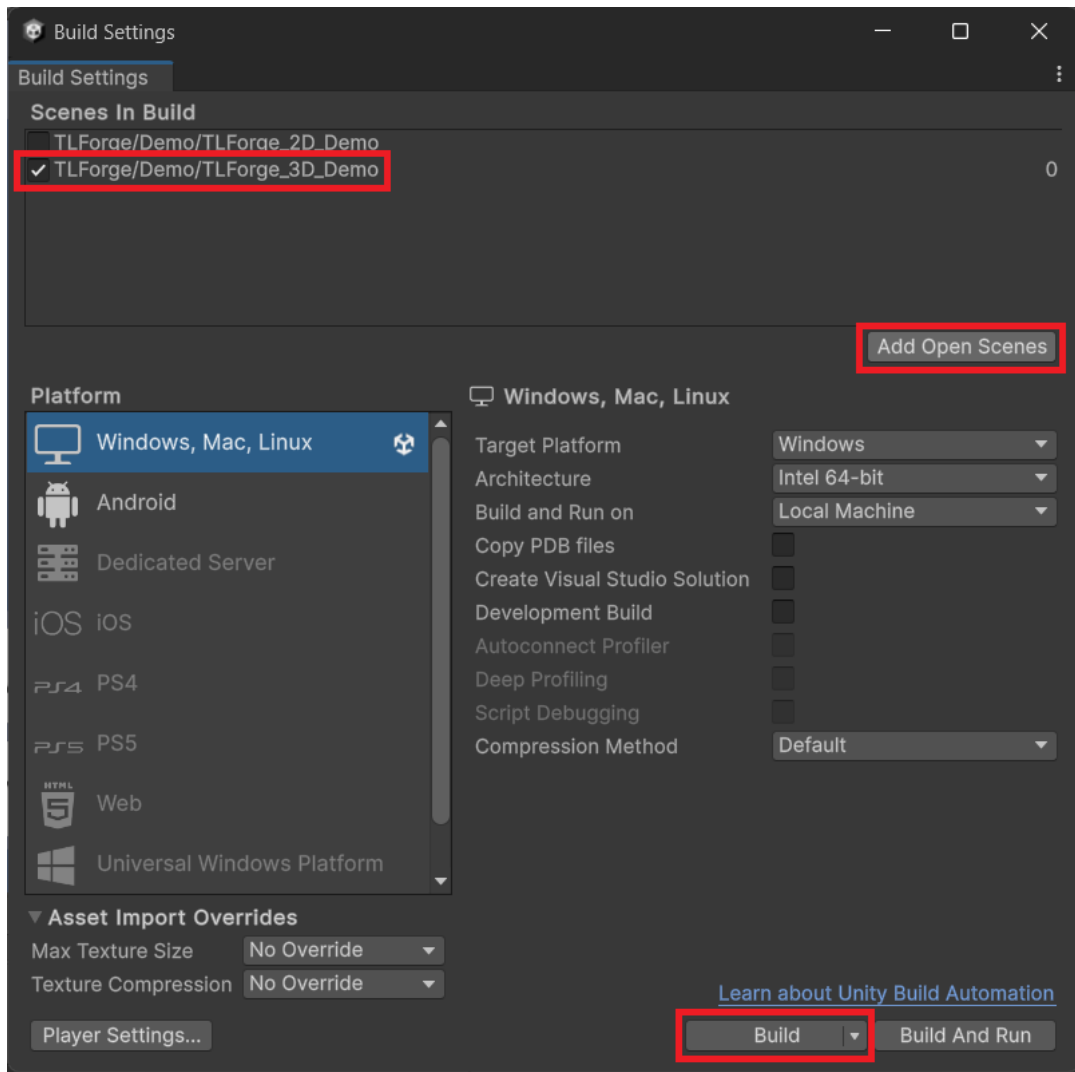 Build Settings
Build Settings
Scenes In Build
TLForge/Demo/TLForge_2D_Demo
TLForge/Demo/TLForge_3D_Demo 0
Add Open Scenes
Platform
Windows, Mac, Linux
Android
Dedicated Server
iOS iOS
PS4 PS4
PS5 PS5
HTML
5 Web
Universal Windows Platform
Windows, Mac, Linux
Target Platform Windows
Architecture Intel 64-bit
Build and Run on Local Machine
Copy PDB files
Create Visual Studio Solution
Development Build
Autoconnect Profiler
Deep Profiling
Script Debugging
Compression Method Default
Asset Import Overrides
Max Texture Size No Override
Texture Compression No Override
Learn about Unity Build Automation
Player Settings... Build Build And Run